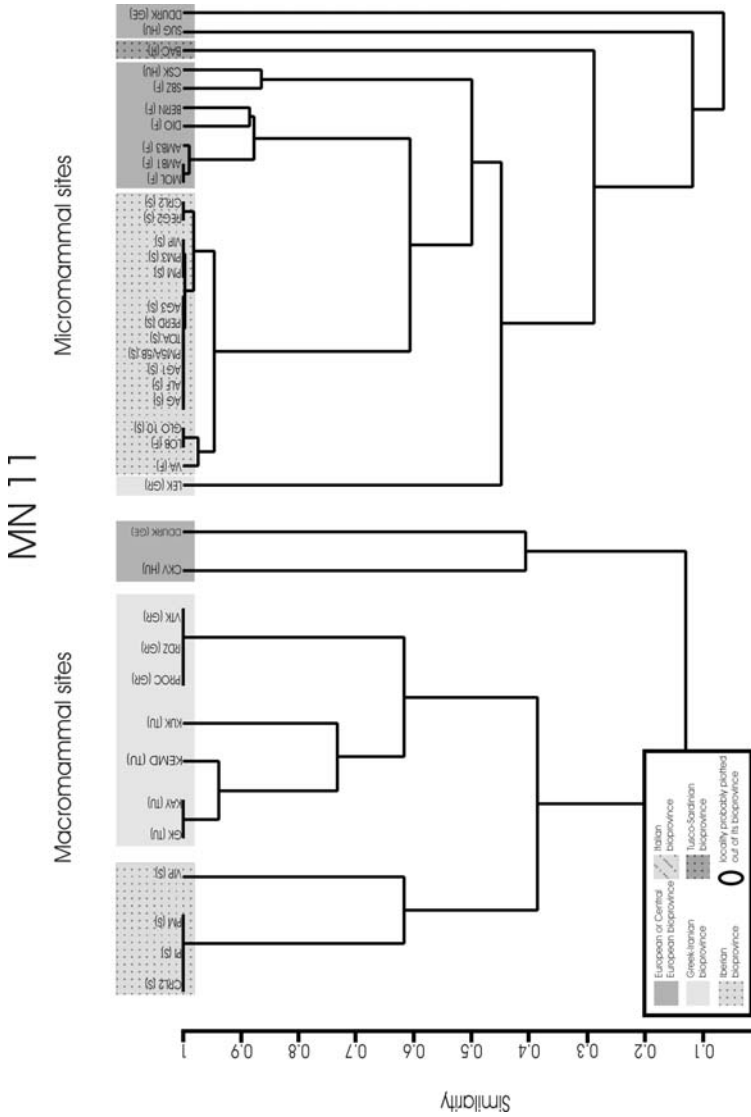 MN 11
Macromammal sites
Micromammal sites
CRL2 (S)
PI (S)
PM (S)
VIP (S)
GK (TU)
KAY (TU)
KEMD (TU)
KUK (TU)
PROC (GR)
RDZ (GR)
VTK (GR)
CKV (HU)
DDURK (GE)
LEK (GR)
VA (F)
LOB (F)
GLO 10 (S)
AG (S)
ALF (S)
AG1 (S)
PM5A/5B (S)
TOA (S)
PERD (S)
AG3 (S)
PM (S)
PM3 (S)
VIP (S)
REG2 (S)
CRL2 (S)
MOL (F)
AMB1 (F)
AMB3 (F)
DIO (F)
BERN (F)
SBZ (F)
CSK (HU)
BAC
SUG (HU)
DDURK (GE)
Similarity
1
0.9
0.8
0.7
0.6
0.5
0.4
0.3
0.2
0.1
European or Central
European bioprovince
Greek-Iranian
bioprovince
Iberian
bioprovince
Italian
bioprovince
Tusco-Sardinian
bioprovince
locality probably plotted
out of its bioprovince